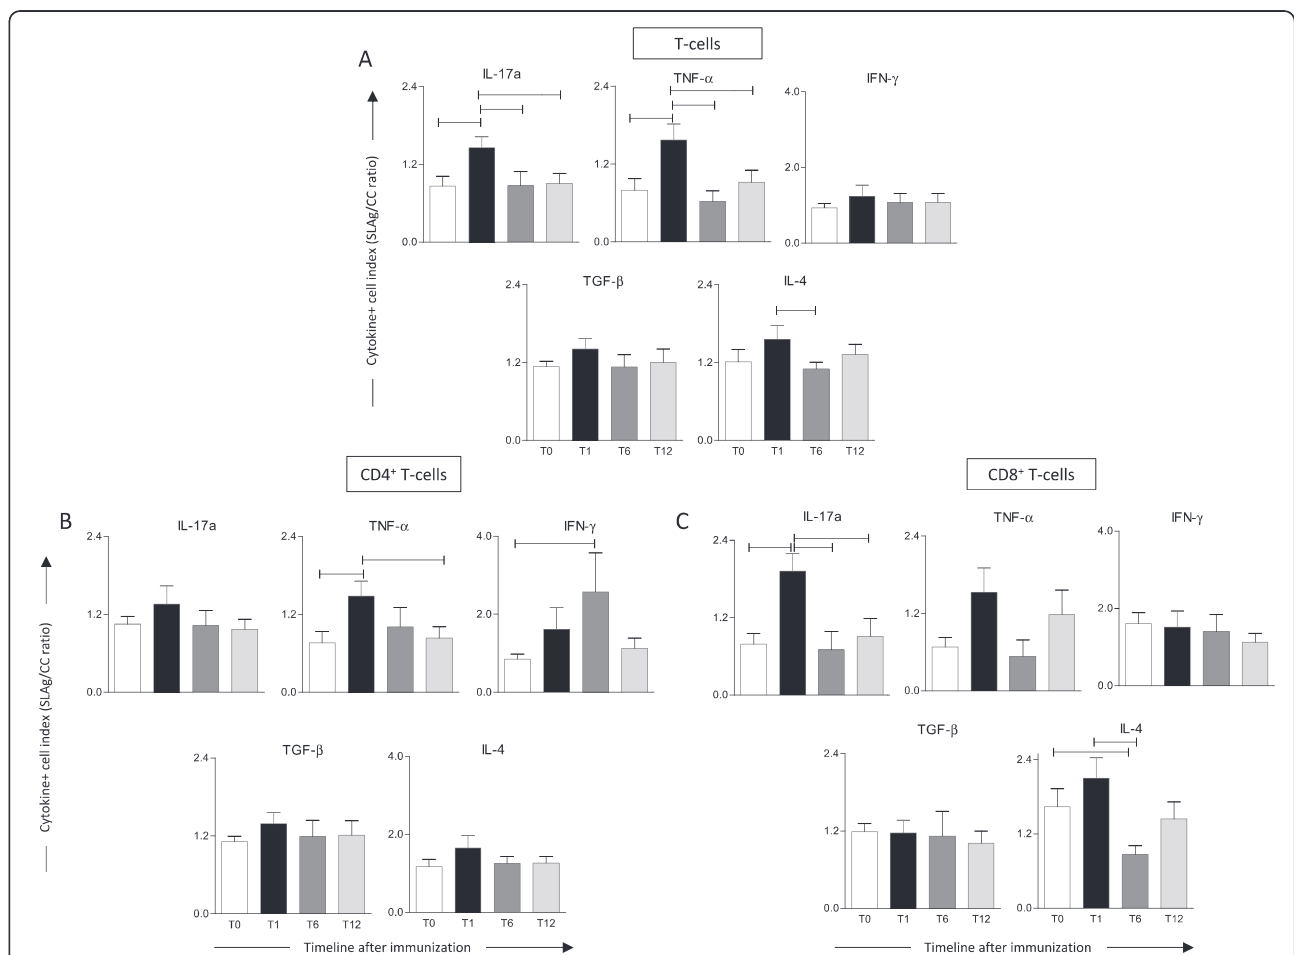 T-cells
A
IL-17a
TNF-α
IFN-γ
2.4
1.2
0.0
2.4
1.2
0.0
4.0
2.0
0.0
Cytokine+ cell index (SLAg/CC ratio)
TGF-β
IL-4
2.4
1.2
0.0
2.4
1.2
0.0
T0 T1 T6 T12
T0 T1 T6 T12
CD4+ T-cells
B
IL-17a
TNF-α
IFN-γ
2.4
1.2
0.0
2.4
1.2
0.0
4.0
2.0
0.0
Cytokine+ cell index (SLAg/CC ratio)
TGF-β
IL-4
2.4
1.2
0.0
4.0
2.0
0.0
T0 T1 T6 T12
T0 T1 T6 T12
Timeline after immunization
CD8+ T-cells
C
IL-17a
TNF-α
IFN-γ
2.4
1.2
0.0
2.4
1.2
0.0
4.0
2.0
0.0
TGF-β
IL-4
2.4
1.2
0.0
2.4
1.2
0.0
T0 T1 T6 T12
T0 T1 T6 T12
Timeline after immunization